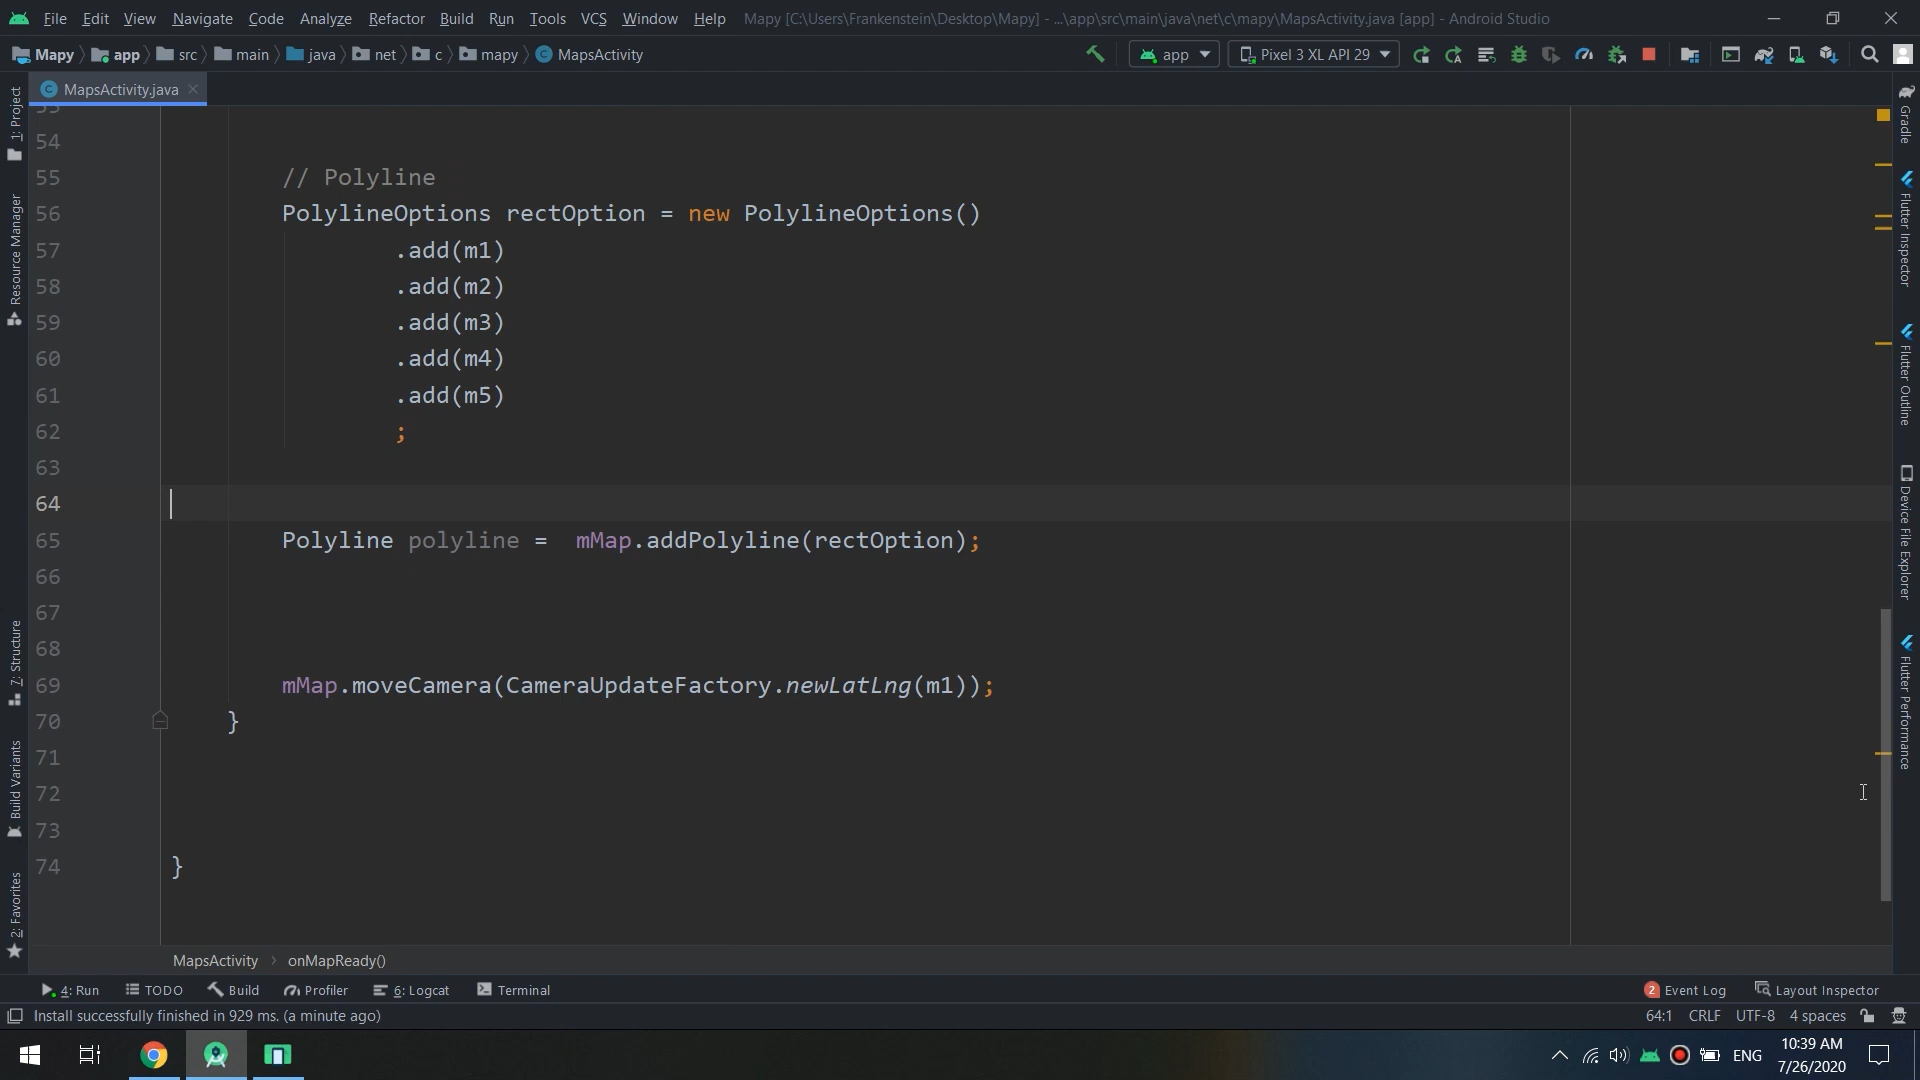 File Edit View Navigate Code Analyze Refactor Build Run Tools VCS Window Help Mapy [C:\Users\Frankenstein\Desktop\Mapy] - ...\app\src\main\java\net\c\mapy\MapsActivity.java [app] - Android Studio
Mapy app src main java net c mapy MapsActivity app Pixel 3 XL API 29
MapsActivity.java
53
54
55 // Polyline
56 PolylineOptions rectOption = new PolylineOptions()
57 .add(m1)
58 .add(m2)
59 .add(m3)
60 .add(m4)
61 .add(m5)
62 ;
63
64
65 Polyline polyline =  mMap.addPolyline(rectOption);
66
67
68
69 mMap.moveCamera(CameraUpdateFactory.newLatLng(m1));
70 }
71
72
73
74 }
1: Project
Resource Manager
7: Structure
Build Variants
2: Favorites
Gradle
Flutter Inspector
Flutter Outline
Device File Explorer
Flutter Performance
MapsActivity > onMapReady()
4: Run TODO Build Profiler 6: Logcat Terminal 2 Event Log Layout Inspector
Install successfully finished in 929 ms. (a minute ago) 64:1 CRLF UTF-8 4 spaces
ENG 10:39 AM
7/26/2020